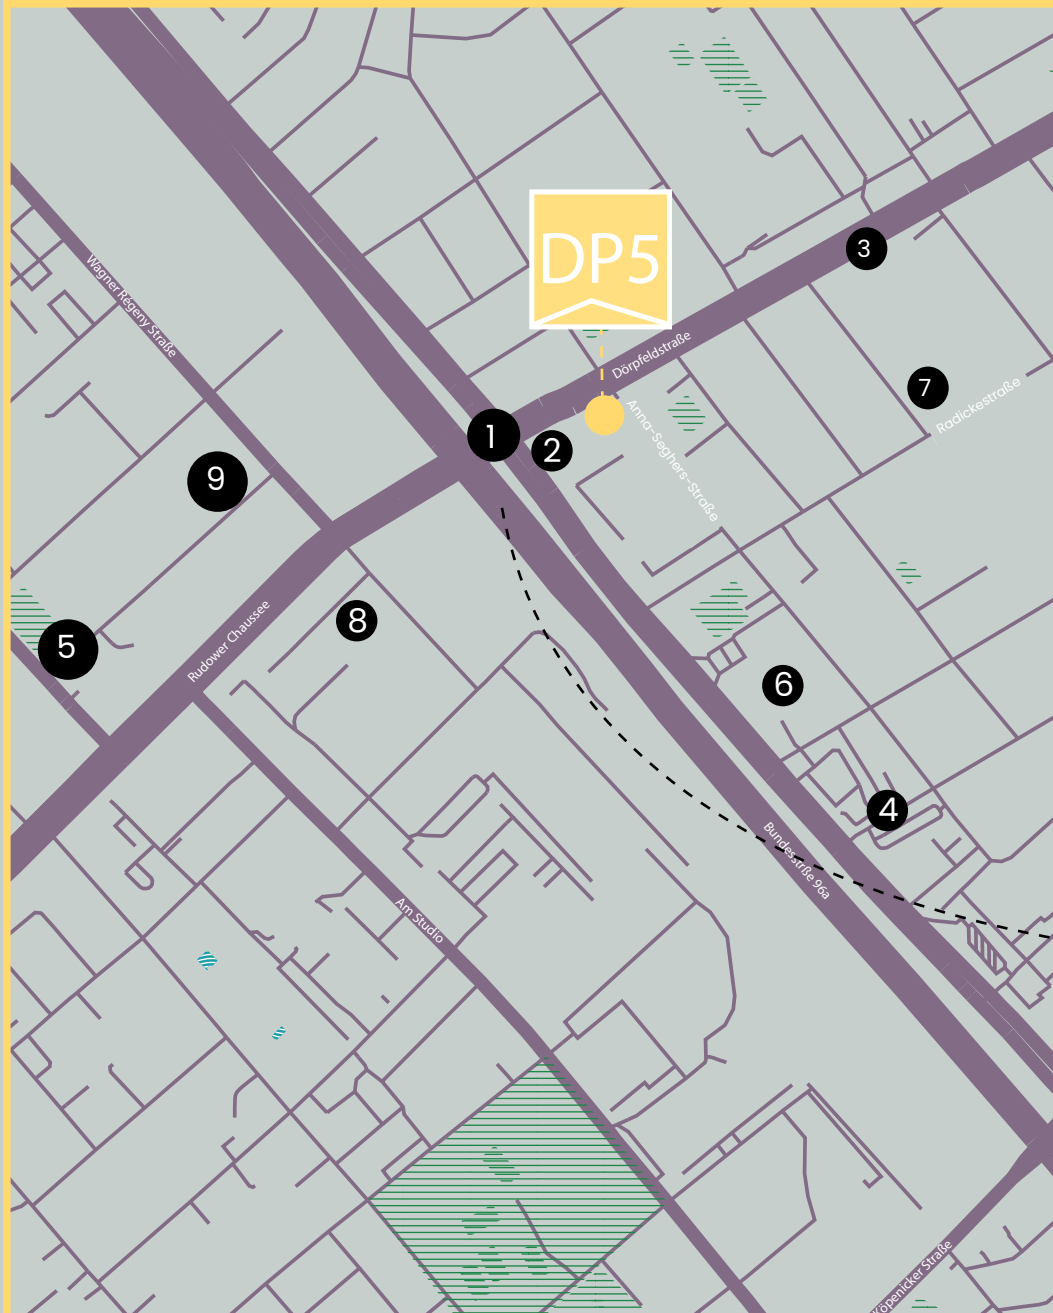 3
Wagner Régeny Straße
DP5
Dörpfeldstraße
7
Radickestraße
1
2
Anna-Seghers-Straße
9
Rudower Chaussee
8
5
6
4
Bundesstrße 96a
Am Studio
Köpenicker Straße